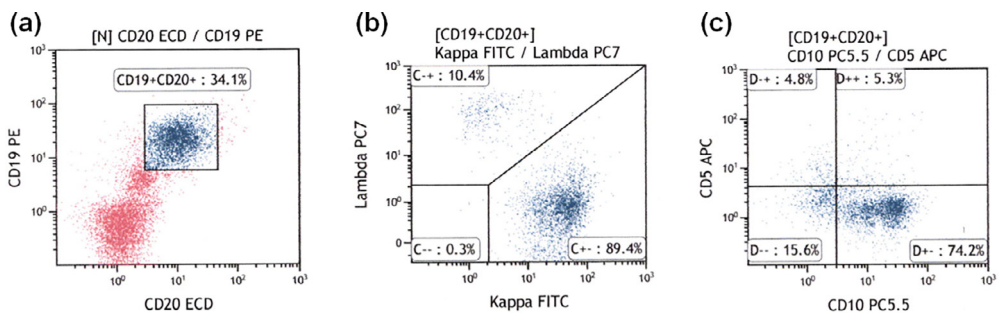 (a)
[N] CD20 ECD / CD19 PE
10³
CD19+CD20+ : 34.1%
10²
10¹
10⁰
CD19 PE
10⁰
10¹
10²
10³
CD20 ECD
(b)
[CD19+CD20+]
Kappa FITC / Lambda PC7
10³
C-+ : 10.4%
10²
10¹
10⁰
0
Lambda PC7
C-- : 0.3%
C+- : 89.4%
10⁰
10¹
10²
10³
Kappa FITC
(c)
[CD19+CD20+]
CD10 PC5.5 / CD5 APC
10³
D-+ : 4.8%
D++ : 5.3%
10²
10¹
10⁰
CD5 APC
D-- : 15.6%
D+- : 74.2%
10⁰
10¹
10²
10³
CD10 PC5.5